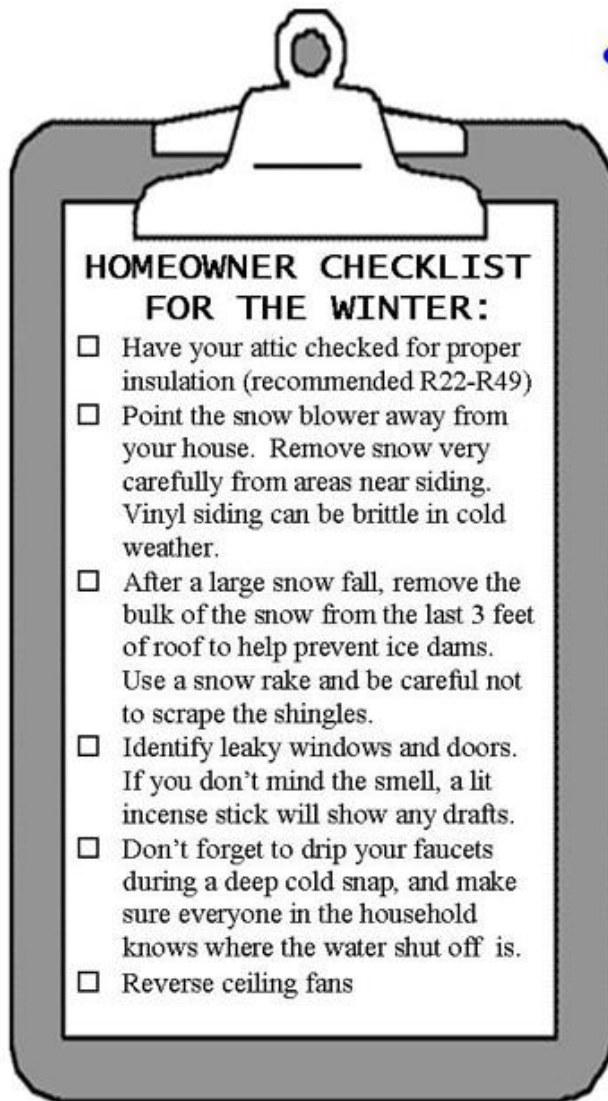 HOMEOWNER CHECKLIST
FOR THE WINTER:
Have your attic checked for proper
insulation (recommended R22-R49)
Point the snow blower away from
your house. Remove snow very
carefully from areas near siding.
Vinyl siding can be brittle in cold
weather.
After a large snow fall, remove the
bulk of the snow from the last 3 feet
of roof to help prevent ice dams.
Use a snow rake and be careful not
to scrape the shingles.
Identify leaky windows and doors.
If you don't mind the smell, a lit
incense stick will show any drafts.
Don't forget to drip your faucets
during a deep cold snap, and make
sure everyone in the household
knows where the water shut off is.
Reverse ceiling fans